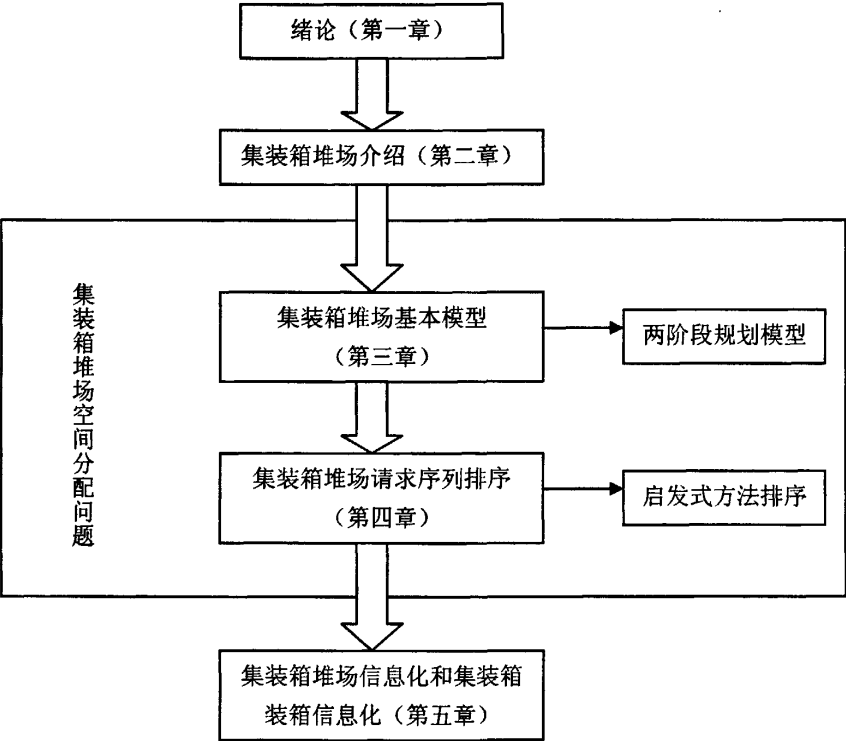 绪论（第一章）
集装箱堆场介绍（第二章）
集装箱堆场空间分配问题
集装箱堆场基本模型
（第三章）
两阶段规划模型
集装箱堆场请求序列排序
（第四章）
启发式方法排序
集装箱堆场信息化和集装箱
装箱信息化（第五章）